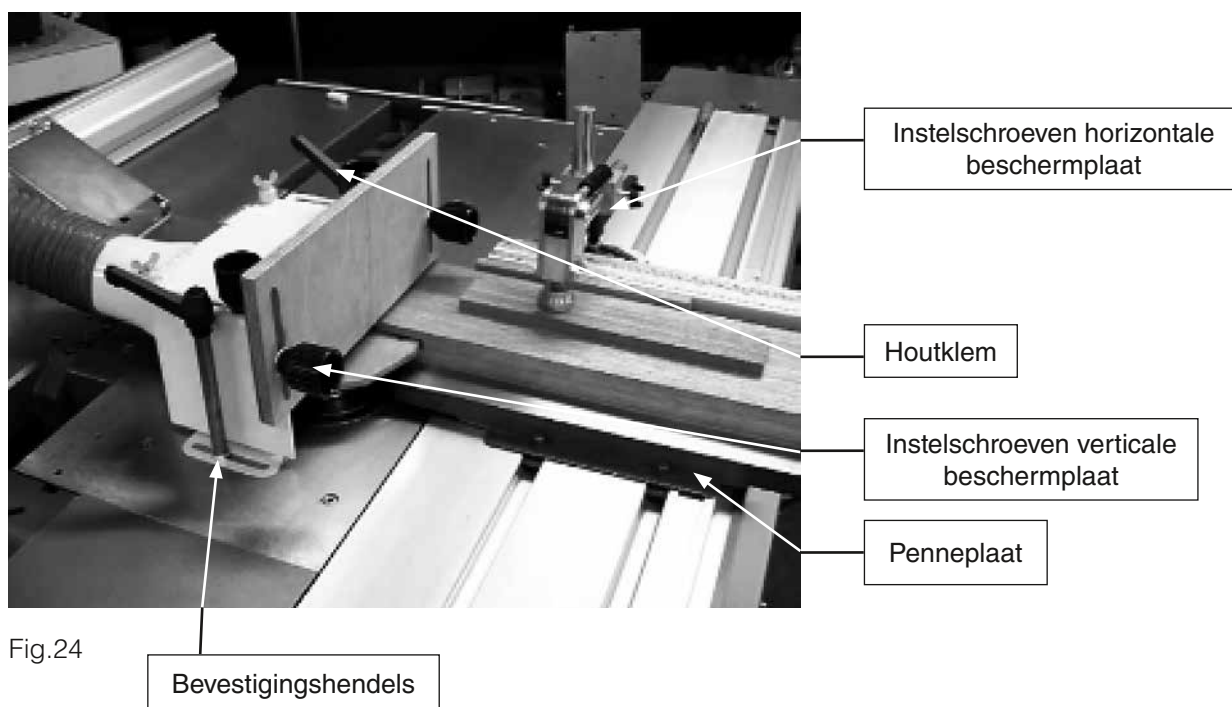 Instelschroeven horizontale
beschermplaat
Houtklem
Instelschroeven verticale
beschermplaat
Penneplaat
Fig.24
Bevestigingshendels